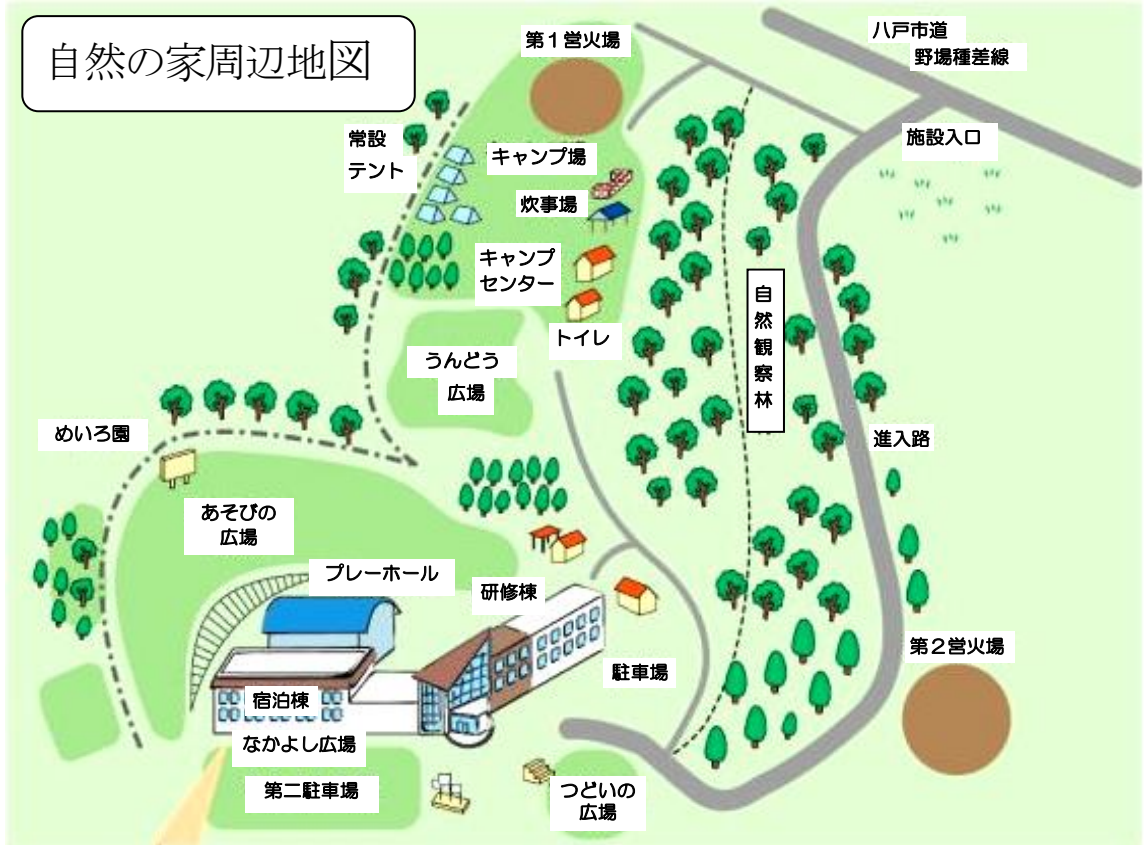 自然の家周辺地図
第1営火場
八戸市道
野場種差線
施設入口
常設
テント
キャンプ場
炊事場
キャンプ
センター
トイレ
自
然
観
察
林
うんどう
広場
めいろ園
進入路
あそびの
広場
プレーホール
研修棟
駐車場
第2営火場
宿泊棟
なかよし広場
第二駐車場
つどいの
広場